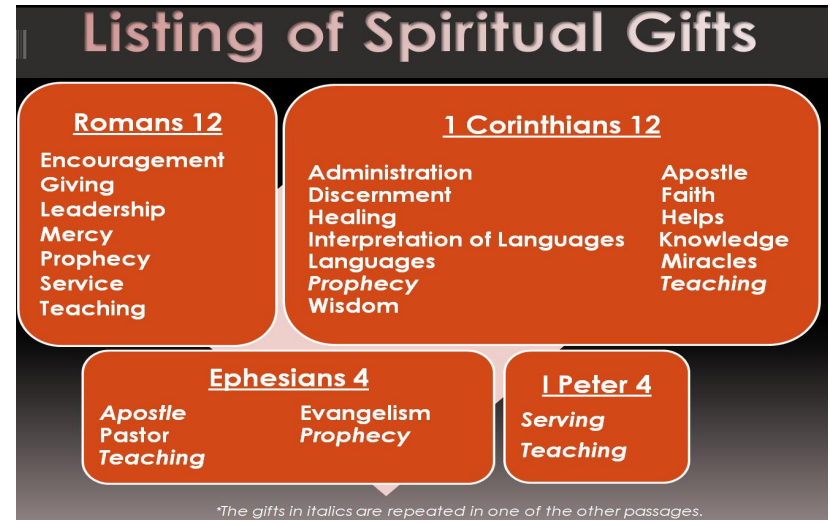 Listing of Spiritual Gifts
Romans 12
Encouragement
Giving
Leadership
Mercy
Prophecy
Service
Teaching
1 Corinthians 12
Administration
Discernment
Healing
Interpretation of Languages
Languages
Prophecy
Wisdom
Apostle
Faith
Helps
Knowledge
Miracles
Teaching
Ephesians 4
Apostle
Pastor
Teaching
Evangelism
Prophecy
I Peter 4
Serving
Teaching
*The gifts in italics are repeated in one of the other passages.